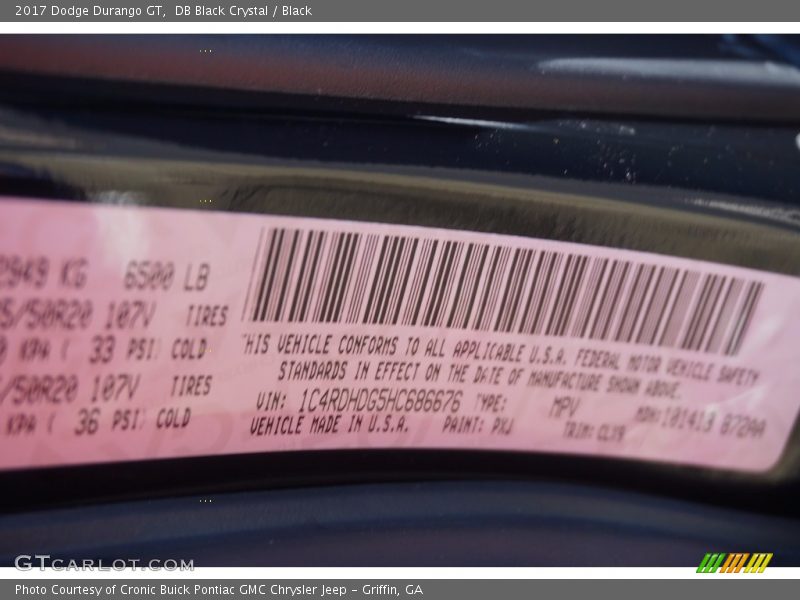 2017 Dodge Durango GT,  DB Black Crystal / Black
2949 KG 6500 LB
5/50R20 107V TIRES
KPA ( 33 PSI) COLD
/50R20 107V TIRES
KPA ( 36 PSI) COLD
HIS VEHICLE CONFORMS TO ALL APPLICABLE U.S.A. FEDERAL MOTOR VEHICLE SAFETY
STANDARDS IN EFFECT ON THE DATE OF MANUFACTURE SHOWN ABOVE.
VIN: 1C4RDHDG5HC686676 TYPE: MPV
VEHICLE MADE IN U.S.A. PAINT: PXJ TRIM:
GTCARLOT.COM
Photo Courtesy of Cronic Buick Pontiac GMC Chrysler Jeep - Griffin, GA